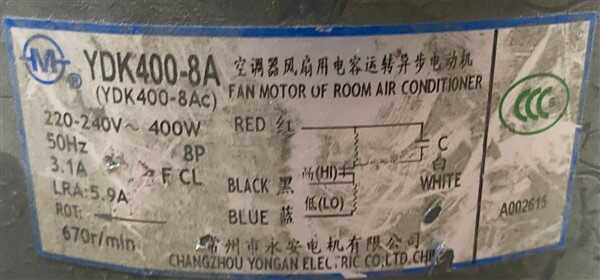 M ®
YDK400-8A
(YDK400-8Ac)
空调器风扇用电容运转异步电动机
FAN MOTOR OF ROOM AIR CONDITIONER
220-240V~ 400W
50Hz 8P
3.1A F CL
LRA:5.9A
ROT:
670r/min
RED 红
高(HI)
BLACK 黑
低(LO)
BLUE 蓝
C
白
WHITE
CCC
A002615
常州市永安电机有限公司
CHANGZHOU YONGAN ELECTRIC CO.,LTD.CHI